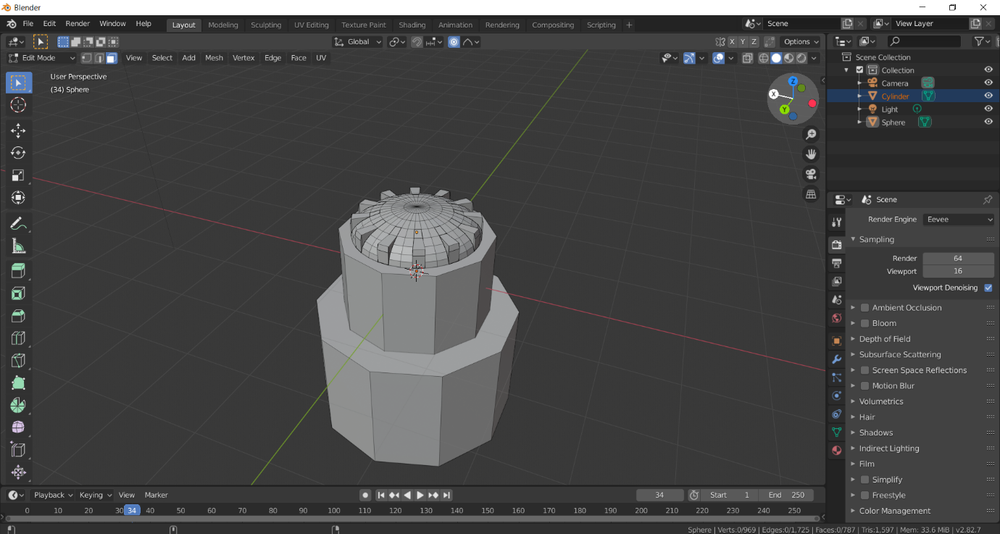 Blender
File Edit Render Window Help Layout Modeling Sculpting UV Editing Texture Paint Shading Animation Rendering Compositing Scripting + Scene View Layer
Global X Y Z Options
Edit Mode View Select Add Mesh Vertex Edge Face UV
User Perspective
(34) Sphere
Z
X
Y
Scene Collection
Collection
Camera
Cylinder
Light
Sphere
Scene
Render Engine Eevee
Sampling
Render 64
Viewport 16
Viewport Denoising
Ambient Occlusion
Bloom
Depth of Field
Subsurface Scattering
Screen Space Reflections
Motion Blur
Volumetrics
Hair
Shadows
Indirect Lighting
Film
Simplify
Freestyle
Color Management
Playback Keying View Marker 34 Start 1 End 250
0 10 20 30 34 40 50 60 70 80 90 100 110 120 130 140 150 160 170 180 190 200 210 220 230 240 250
Sphere | Verts:0/969 | Edges:0/1,725 | Faces:0/787 | Tris:1,597 | Mem: 33.6 MiB | v2.82.7